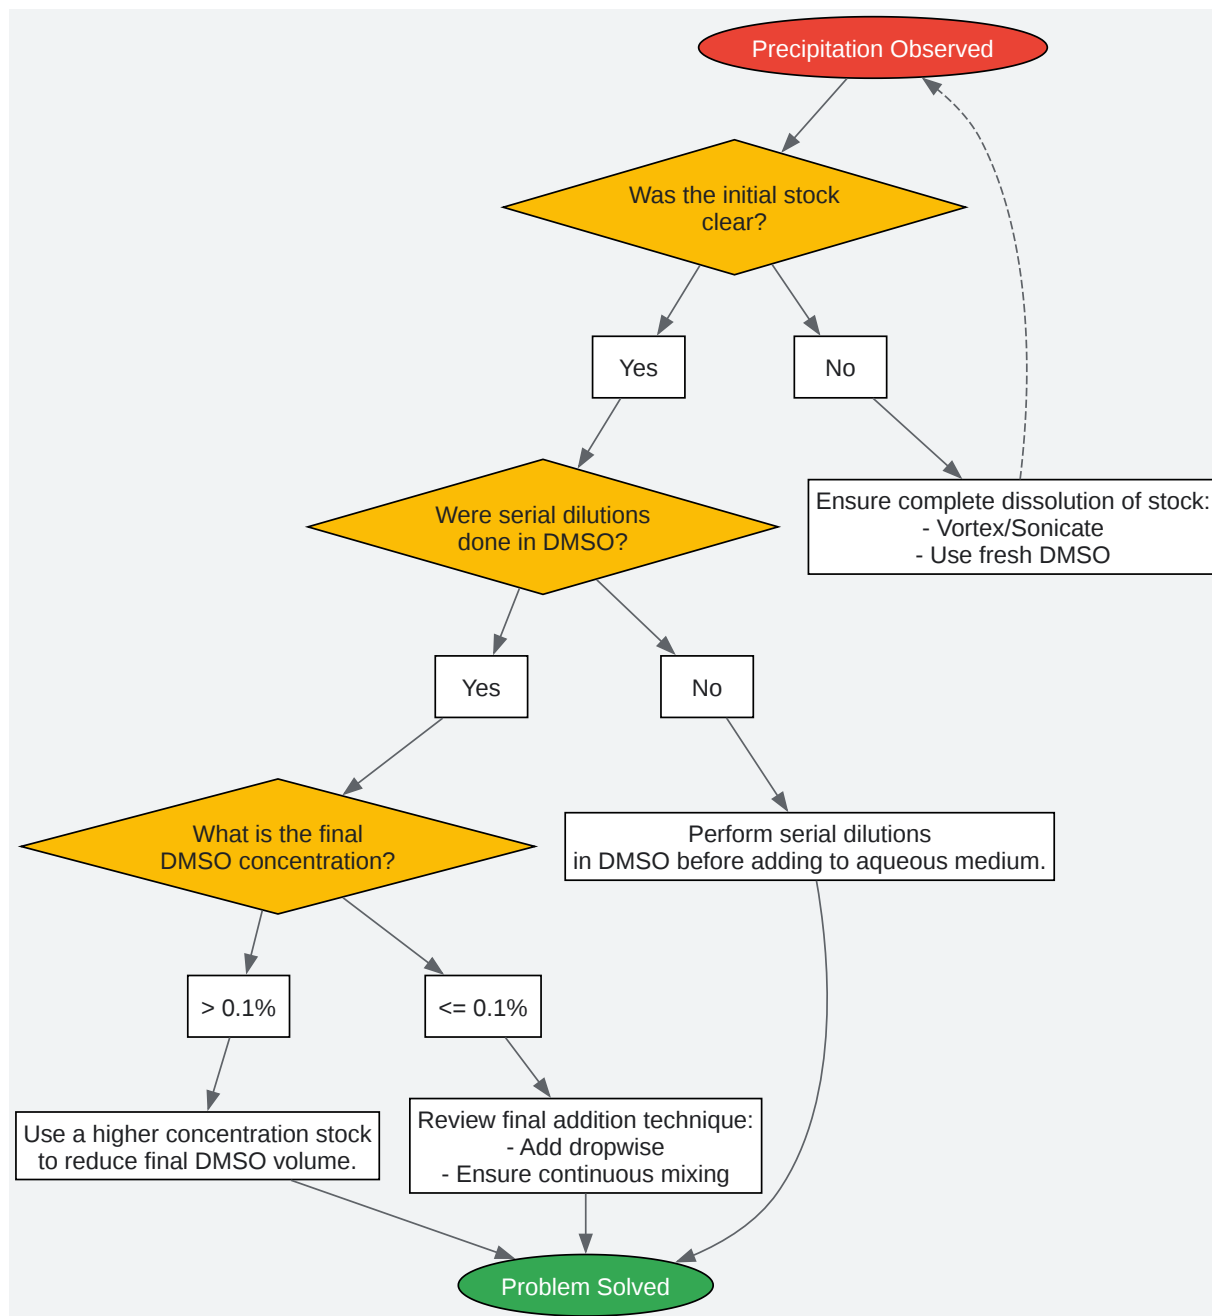 Precipitation Observed
Was the initial stock
clear?
Yes
No
Ensure complete dissolution of stock:
- Vortex/Sonicate
- Use fresh DMSO
Were serial dilutions
done in DMSO?
Yes
No
What is the final
DMSO concentration?
Perform serial dilutions
in DMSO before adding to aqueous medium.
> 0.1%
<= 0.1%
Use a higher concentration stock
to reduce final DMSO volume.
Review final addition technique:
- Add dropwise
- Ensure continuous mixing
Problem Solved